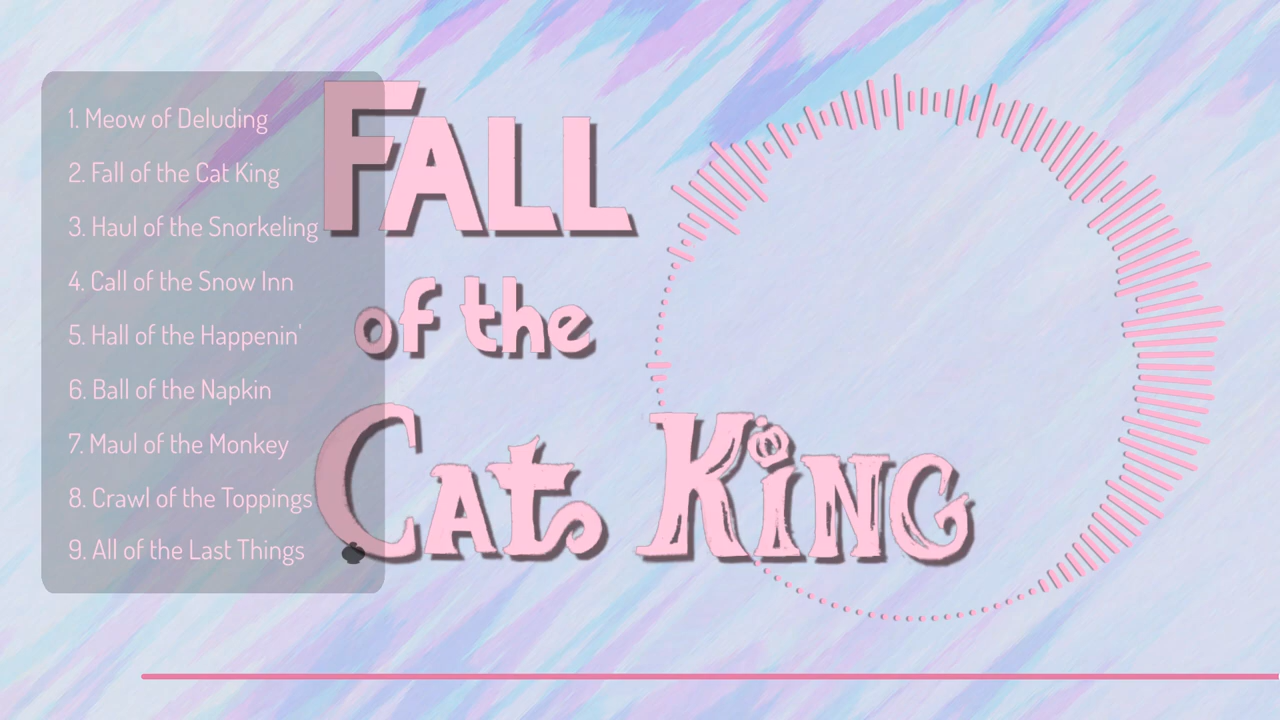 1. Meow of Deluding
2. Fall of the Cat King
3. Haul of the Snorkeling
4. Call of the Snow Inn
5. Hall of the Happenin'
6. Ball of the Napkin
7. Maul of the Monkey
8. Crawl of the Toppings
9. All of the Last Things
FALL
of the
CAt KiNG